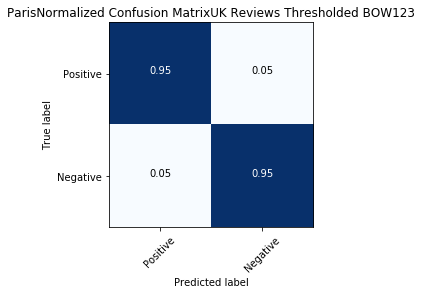 ParisNormalized Confusion MatrixUK Reviews Thresholded BOW123
Positive
0.95
0.05
True label
Negative
0.05
0.95
Positive
Negative
Predicted label